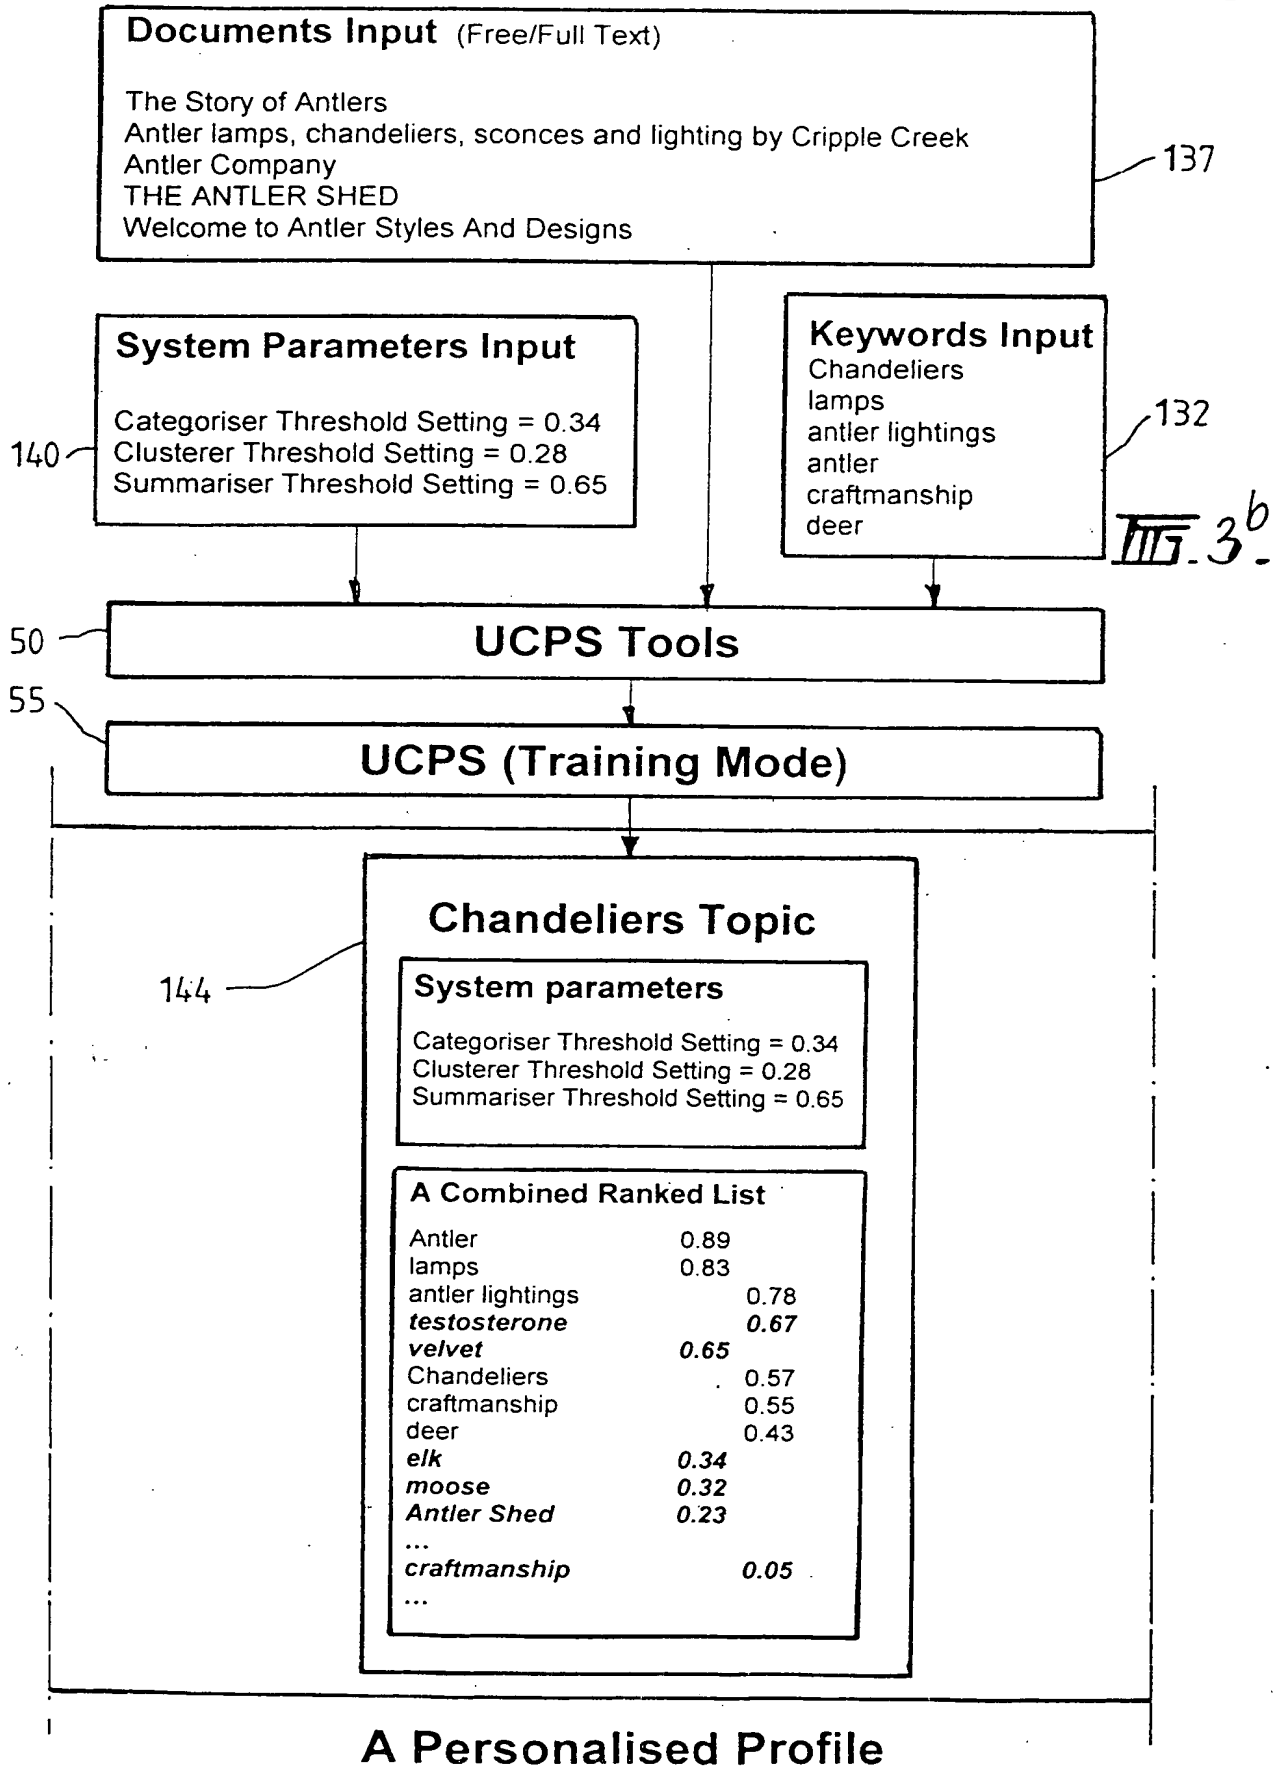 Documents Input (Free/Full Text)
The Story of Antlers
Antler lamps, chandeliers, sconces and lighting by Cripple Creek
Antler Company
THE ANTLER SHED
Welcome to Antler Styles And Designs
137
System Parameters Input
Categoriser Threshold Setting = 0.34
Clusterer Threshold Setting = 0.28
Summariser Threshold Setting = 0.65
140
Keywords Input
Chandeliers
lamps
antler lightings
antler
craftmanship
deer
132
FIG. 3b.
50
UCPS Tools
55
UCPS (Training Mode)
Chandeliers Topic
144
System parameters
Categoriser Threshold Setting = 0.34
Clusterer Threshold Setting = 0.28
Summariser Threshold Setting = 0.65
A Combined Ranked List
Antler 0.89
lamps 0.83
antler lightings 0.78
testosterone 0.67
velvet 0.65
Chandeliers 0.57
craftmanship 0.55
deer 0.43
elk 0.34
moose 0.32
Antler Shed 0.23
...
craftmanship 0.05
...
A Personalised Profile